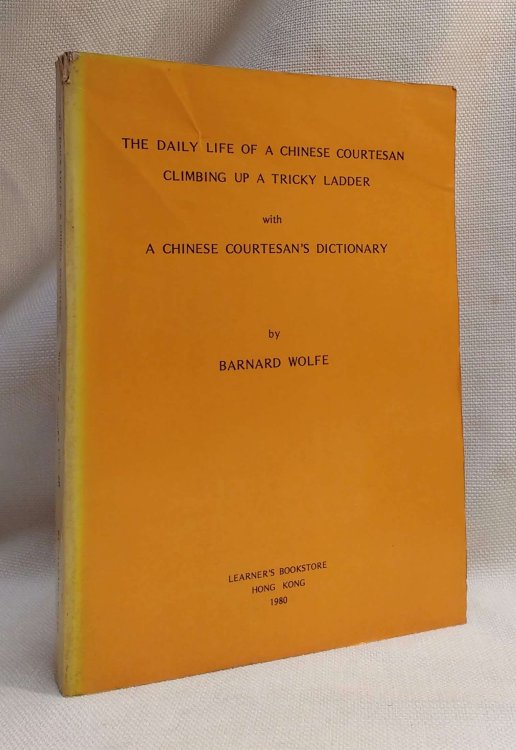 THE DAILY LIFE OF A CHINESE COURTESAN
CLIMBING UP A TRICKY LADDER
with
A CHINESE COURTESAN'S DICTIONARY
by
BARNARD WOLFE
LEARNER'S BOOKSTORE
HONG KONG
1980